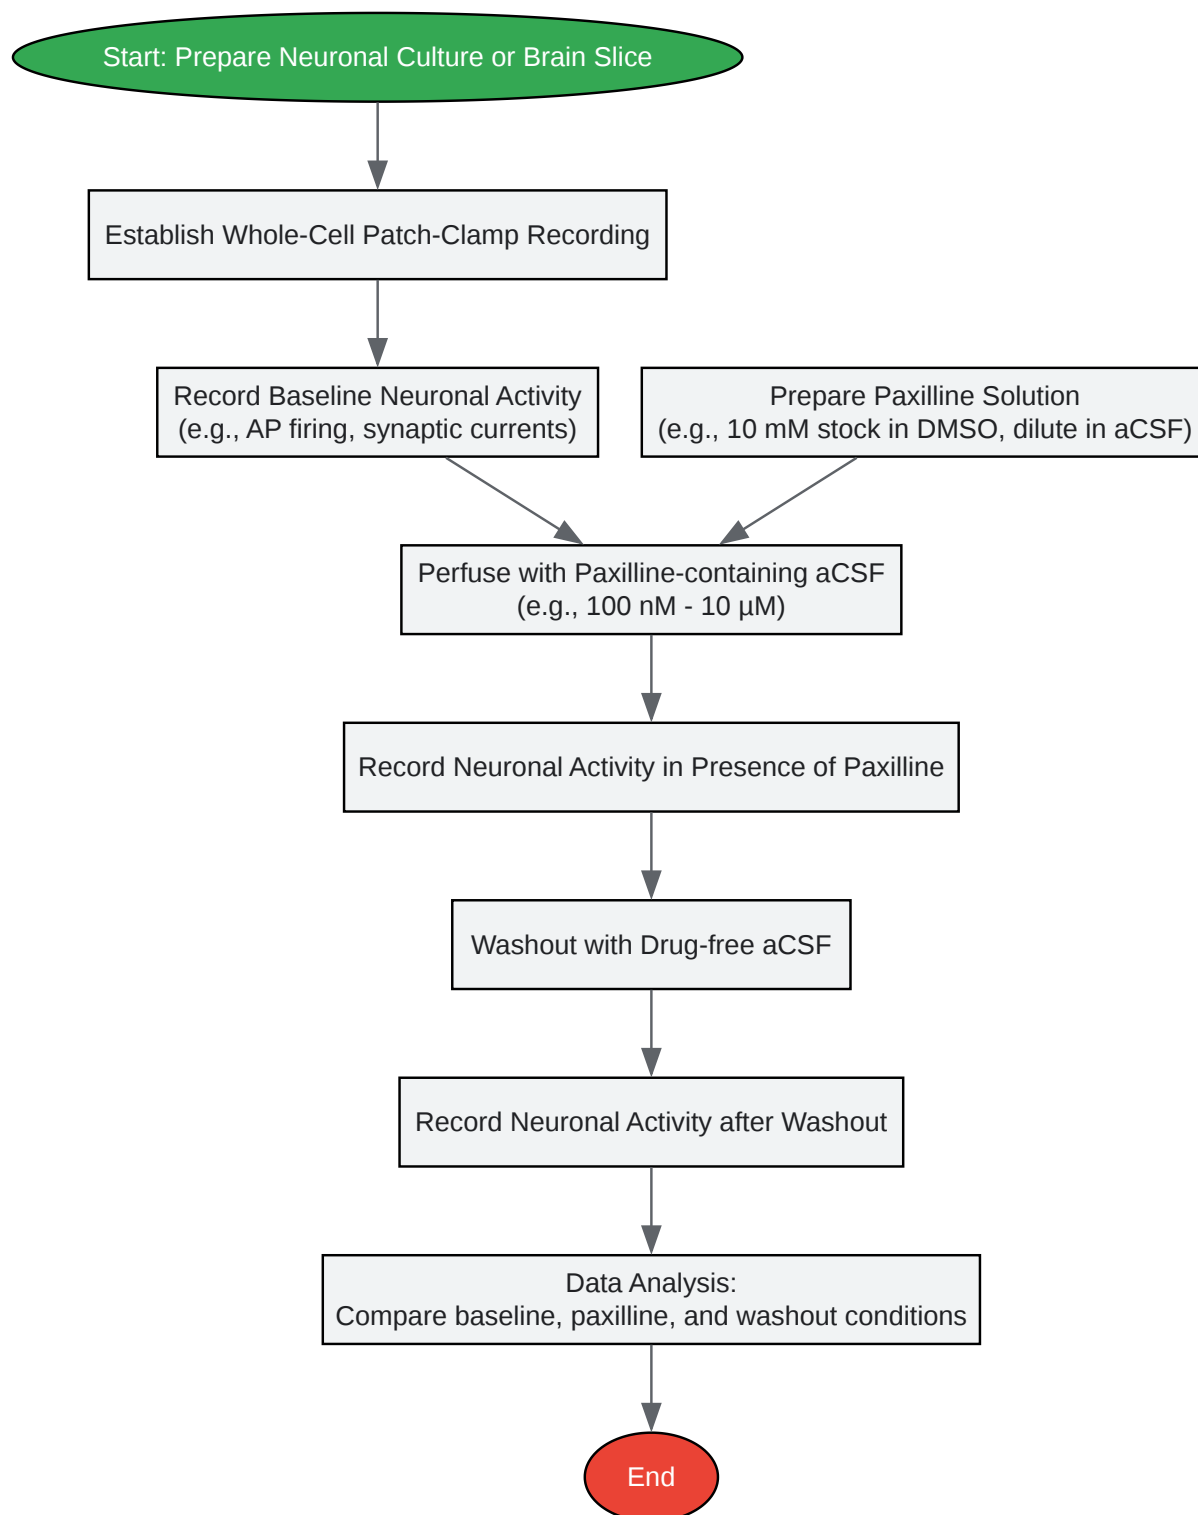 Start: Prepare Neuronal Culture or Brain Slice
Establish Whole-Cell Patch-Clamp Recording
Record Baseline Neuronal Activity
(e.g., AP firing, synaptic currents)
Prepare Paxilline Solution
(e.g., 10 mM stock in DMSO, dilute in aCSF)
Perfuse with Paxilline-containing aCSF
(e.g., 100 nM - 10 µM)
Record Neuronal Activity in Presence of Paxilline
Washout with Drug-free aCSF
Record Neuronal Activity after Washout
Data Analysis:
Compare baseline, paxilline, and washout conditions
End